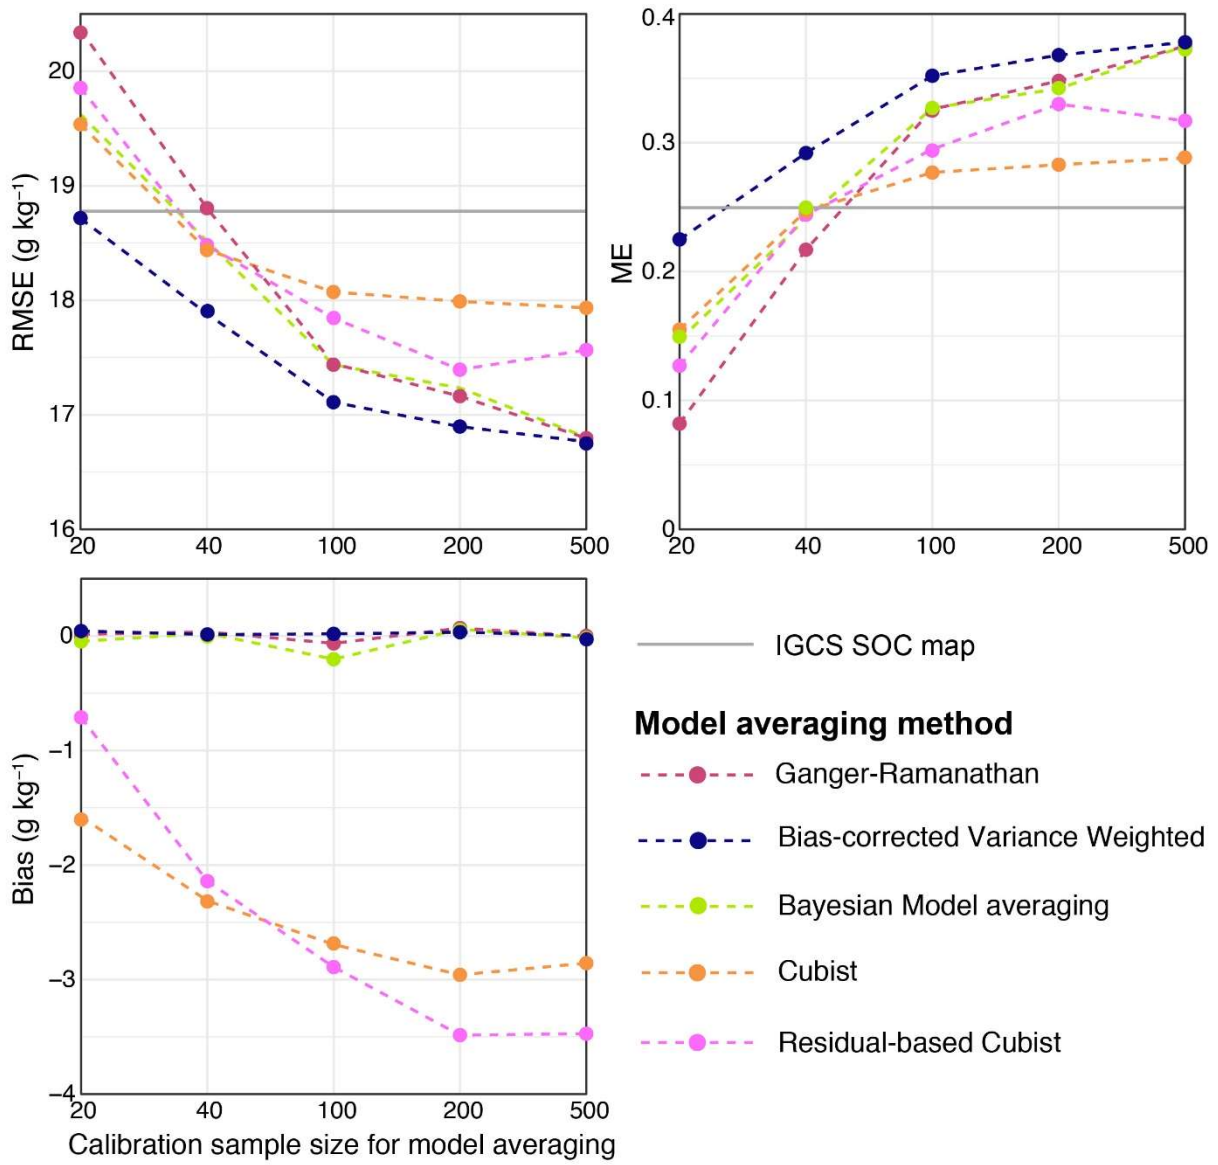 RMSE (g kg⁻¹)
20
19
18
17
16
20 40 100 200 500
ME
0.4
0.3
0.2
0.1
0
20 40 100 200 500
Bias (g kg⁻¹)
0
−1
−2
−3
−4
20 40 100 200 500
Calibration sample size for model averaging
IGCS SOC map
Model averaging method
Ganger-Ramanathan
Bias-corrected Variance Weighted
Bayesian Model averaging
Cubist
Residual-based Cubist